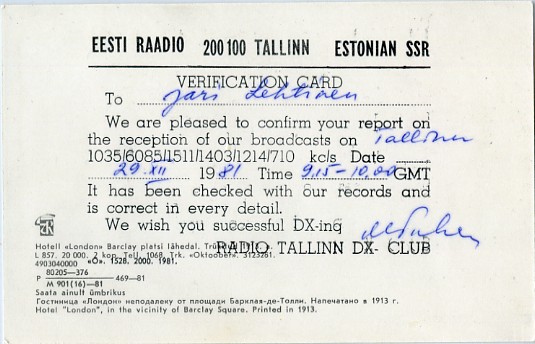 EESTI RAADIO 200100 TALLINN ESTONIAN SSR
VERIFICATION CARD
To Jari Lehtinen
We are pleased to confirm your report on
the reception of our broadcasts on Tallinn
1035/6085/1511/1403/1214/710 kc/s Date
29. XII 1981 Time 9.15-10.00 GMT
It has been checked with our records and
is correct in every detail.
We wish you successful DX-ing
RADIO TALLINN DX- CLUB
Hotell «London» Barclay platsi lähedal.
L 857. 20 000. 2 kop. Tell. 1068. Trk. «Oktoober». 3123261.
4903040000 «O». 1528. 2000. 1981.
P 80205—376 469—81
M 901(16)—81
Saata ainult ümbrikus
Гостиница «Лондон» неподалеку от площади Барклая-де-Толли. Напечатано в 1913 г.
Hotel "London", in the vicinity of Barclay Square. Printed in 1913.